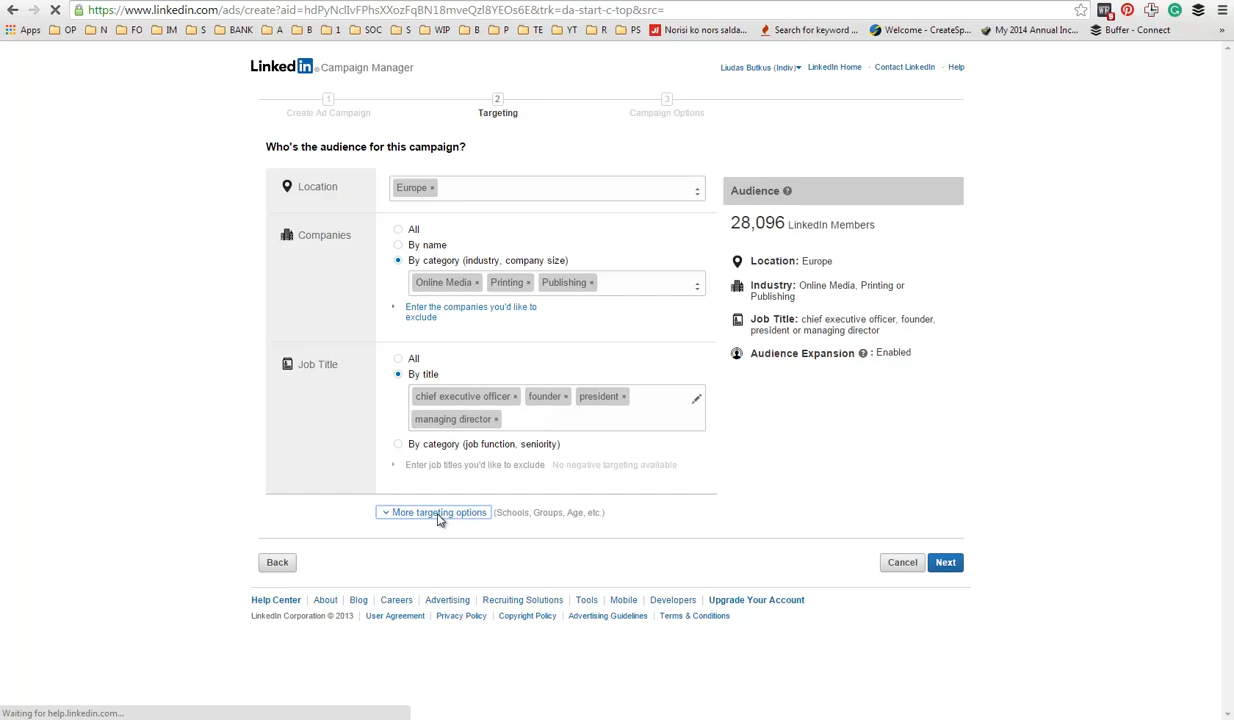 https://www.linkedin.com/ads/create?aid=hdPyNclIvFPhsXXozFqBN18mveQzl8YEOs6E&trk=da-start-c-top&src=
Apps OP N FO IM S BANK A B 1 SOC S WIP B P TE YT R PS Norisi ko nors salda... Search for keyword ... Welcome - CreateSp... My 2014 Annual Inc... Buffer - Connect »
Linked in ® Campaign Manager
Liudas Butkus (Indiv) LinkedIn Home · Contact LinkedIn · Help
1 2 3
Create Ad Campaign Targeting Campaign Options
Who's the audience for this campaign?
Location
Europe ×
Companies
All
By name
By category (industry, company size)
Online Media × Printing × Publishing ×
Enter the companies you'd like to
exclude
Job Title
All
By title
chief executive officer × founder × president ×
managing director ×
By category (job function, seniority)
Enter job titles you'd like to exclude No negative targeting available
More targeting options (Schools, Groups, Age, etc.)
Audience ?
28,096 LinkedIn Members
Location: Europe
Industry: Online Media, Printing or
Publishing
Job Title: chief executive officer, founder,
president or managing director
Audience Expansion ? : Enabled
Back Cancel Next
Help Center | About | Blog | Careers | Advertising | Recruiting Solutions | Tools | Mobile | Developers | Upgrade Your Account
LinkedIn Corporation © 2013 | User Agreement | Privacy Policy | Copyright Policy | Advertising Guidelines | Terms & Conditions
Waiting for help.linkedin.com...